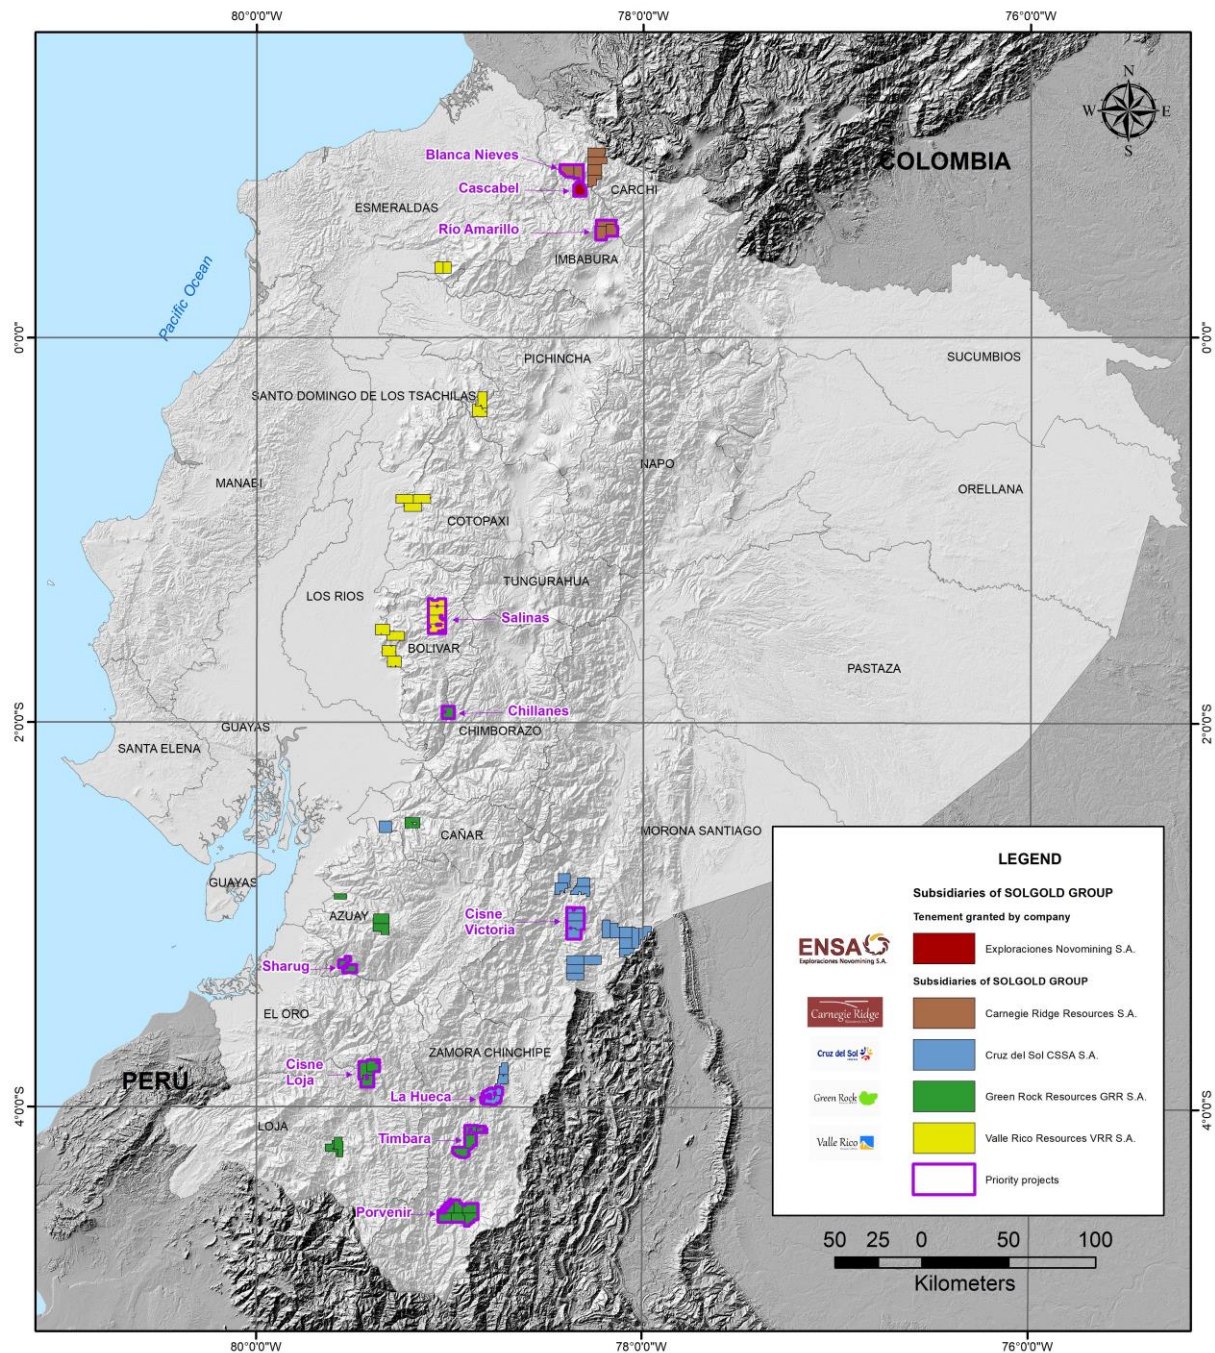 80°0'0"W
78°0'0"W
76°0'0"W
N
W
E
S
COLOMBIA
Blanca Nieves
Cascabel
CARCHI
ESMERALDAS
Rio Amarillo
IMBABURA
Pacific Ocean
0°0'0"
0°0'0"
PICHINCHA
SUCUMBIOS
SANTO DOMINGO DE LOS TSACHILAS
NAPO
MANABI
ORELLANA
COTOPAXI
TUNGURAHUA
LOS RIOS
Salinas
BOLIVAR
PASTAZA
Chillanes
2°0'0"S
2°0'0"S
GUAYAS
CHIMBORAZO
SANTA ELENA
MORONA SANTIAGO
CAÑAR
GUAYAS
AZUAY
Cisne
Victoria
Sharug
EL ORO
ZAMORA CHINCHIPE
Cisne
Loja
PERÚ
La Hueca
4°0'0"S
4°0'0"S
LOJA
Timbara
Porvenir
LEGEND
Subsidiaries of SOLGOLD GROUP
Tenement granted by company
ENSA
Exploraciones Novomining S.A.
Exploraciones Novomining S.A.
Subsidiaries of SOLGOLD GROUP
Carnegie Ridge
Carnegie Ridge Resources S.A.
Cruz del Sol
Cruz del Sol CSSA S.A.
Green Rock
Green Rock Resources GRR S.A.
Valle Rico
Valle Rico Resources VRR S.A.
Priority projects
50 25 0 50 100
Kilometers
80°0'0"W
78°0'0"W
76°0'0"W